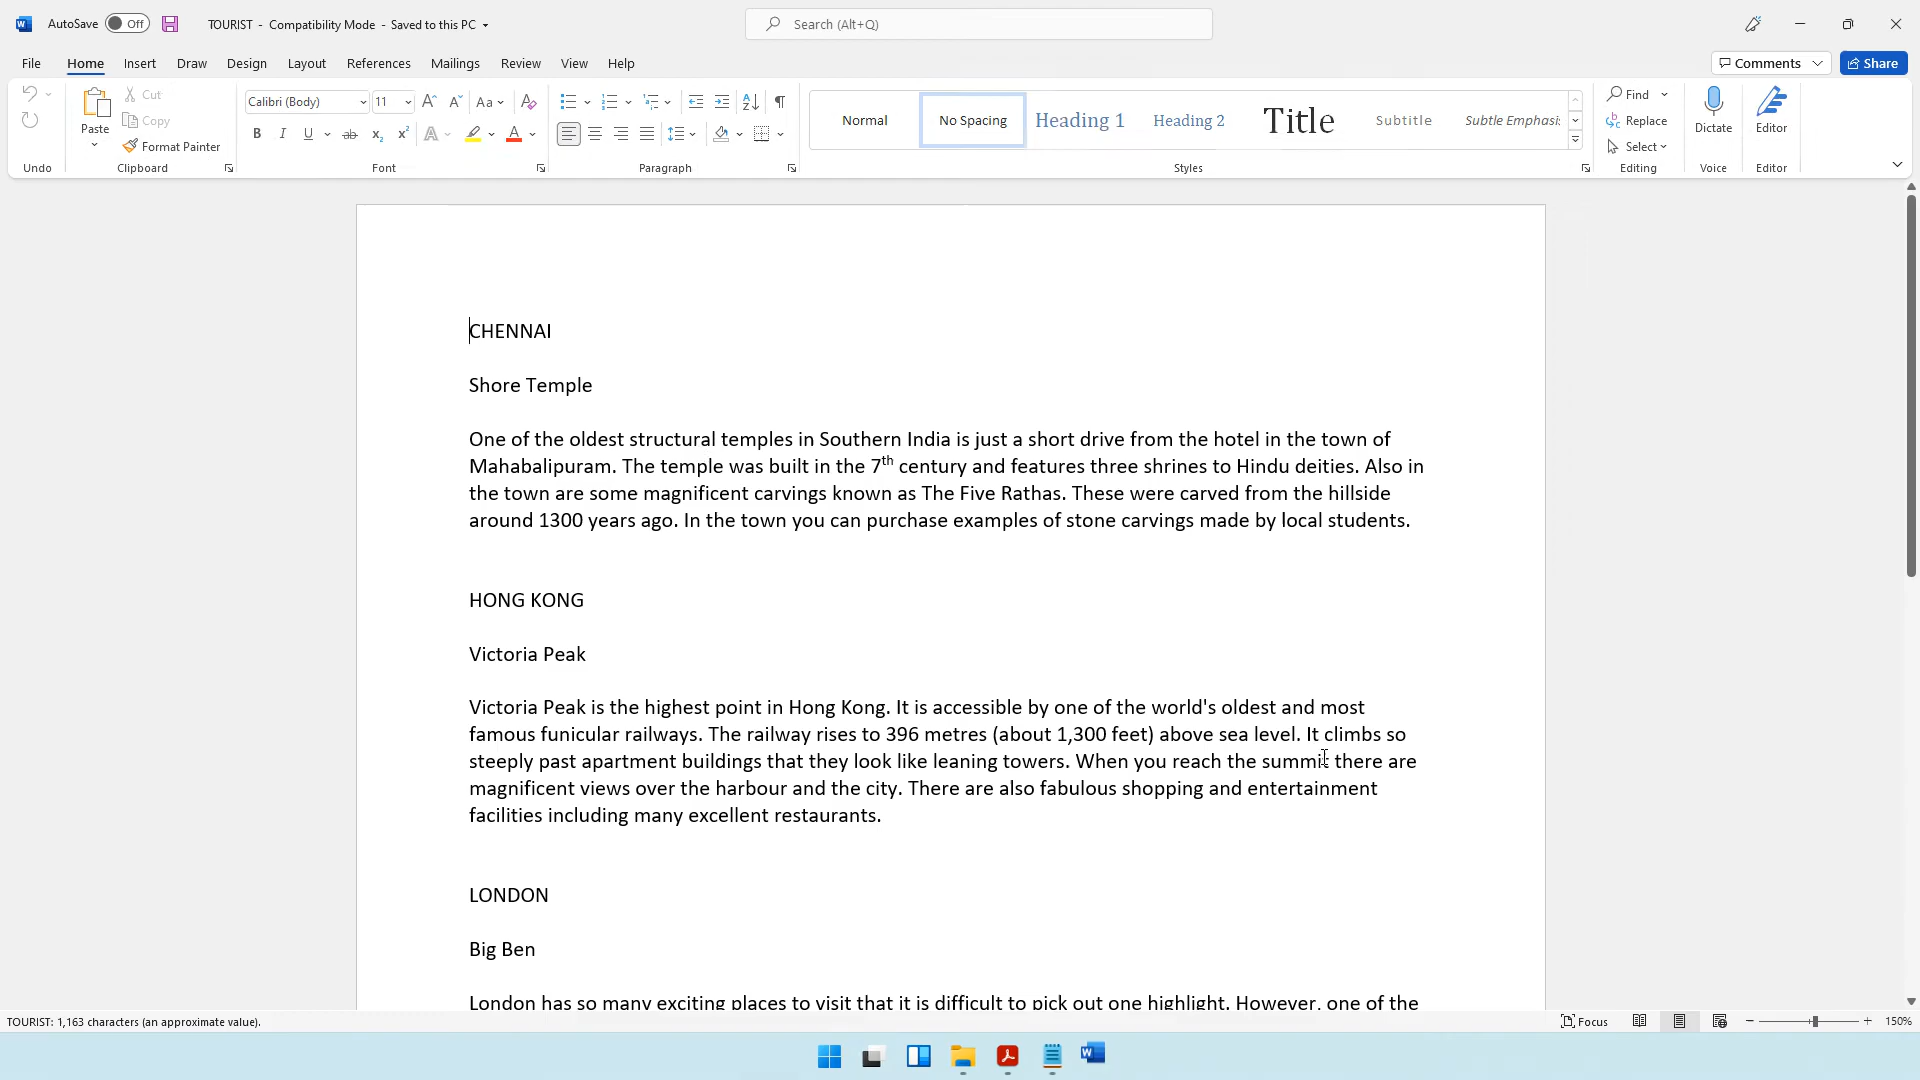 AutoSave Off TOURIST - Compatibility Mode - Saved to this PC Search (Alt+Q)
File Home Insert Draw Design Layout References Mailings Review View Help Comments Share
Paste Cut Copy Format Painter
Calibri (Body) 11 Aa
Normal No Spacing Heading 1 Heading 2 Title Subtitle Subtle Emphasis
Find Replace Select Dictate Editor
Undo Clipboard Font Paragraph Styles Editing Voice Editor
CHENNAI
Shore Temple
One of the oldest structural temples in Southern India is just a short drive from the hotel in the town of
Mahabalipuram. The temple was built in the 7th century and features three shrines to Hindu deities. Also in
the town are some magnificent carvings known as The Five Rathas. These were carved from the hillside
around 1300 years ago. In the town you can purchase examples of stone carvings made by local students.
HONG KONG
Victoria Peak
Victoria Peak is the highest point in Hong Kong. It is accessible by one of the world's oldest and most
famous funicular railways. The railway rises to 396 metres (about 1,300 feet) above sea level. It climbs so
steeply past apartment buildings that they look like leaning towers. When you reach the summit there are
magnificent views over the harbour and the city. There are also fabulous shopping and entertainment
facilities including many excellent restaurants.
LONDON
Big Ben
London has so many exciting places to visit that it is difficult to pick out one highlight. However, one of the
TOURIST: 1,163 characters (an approximate value). Focus 150%